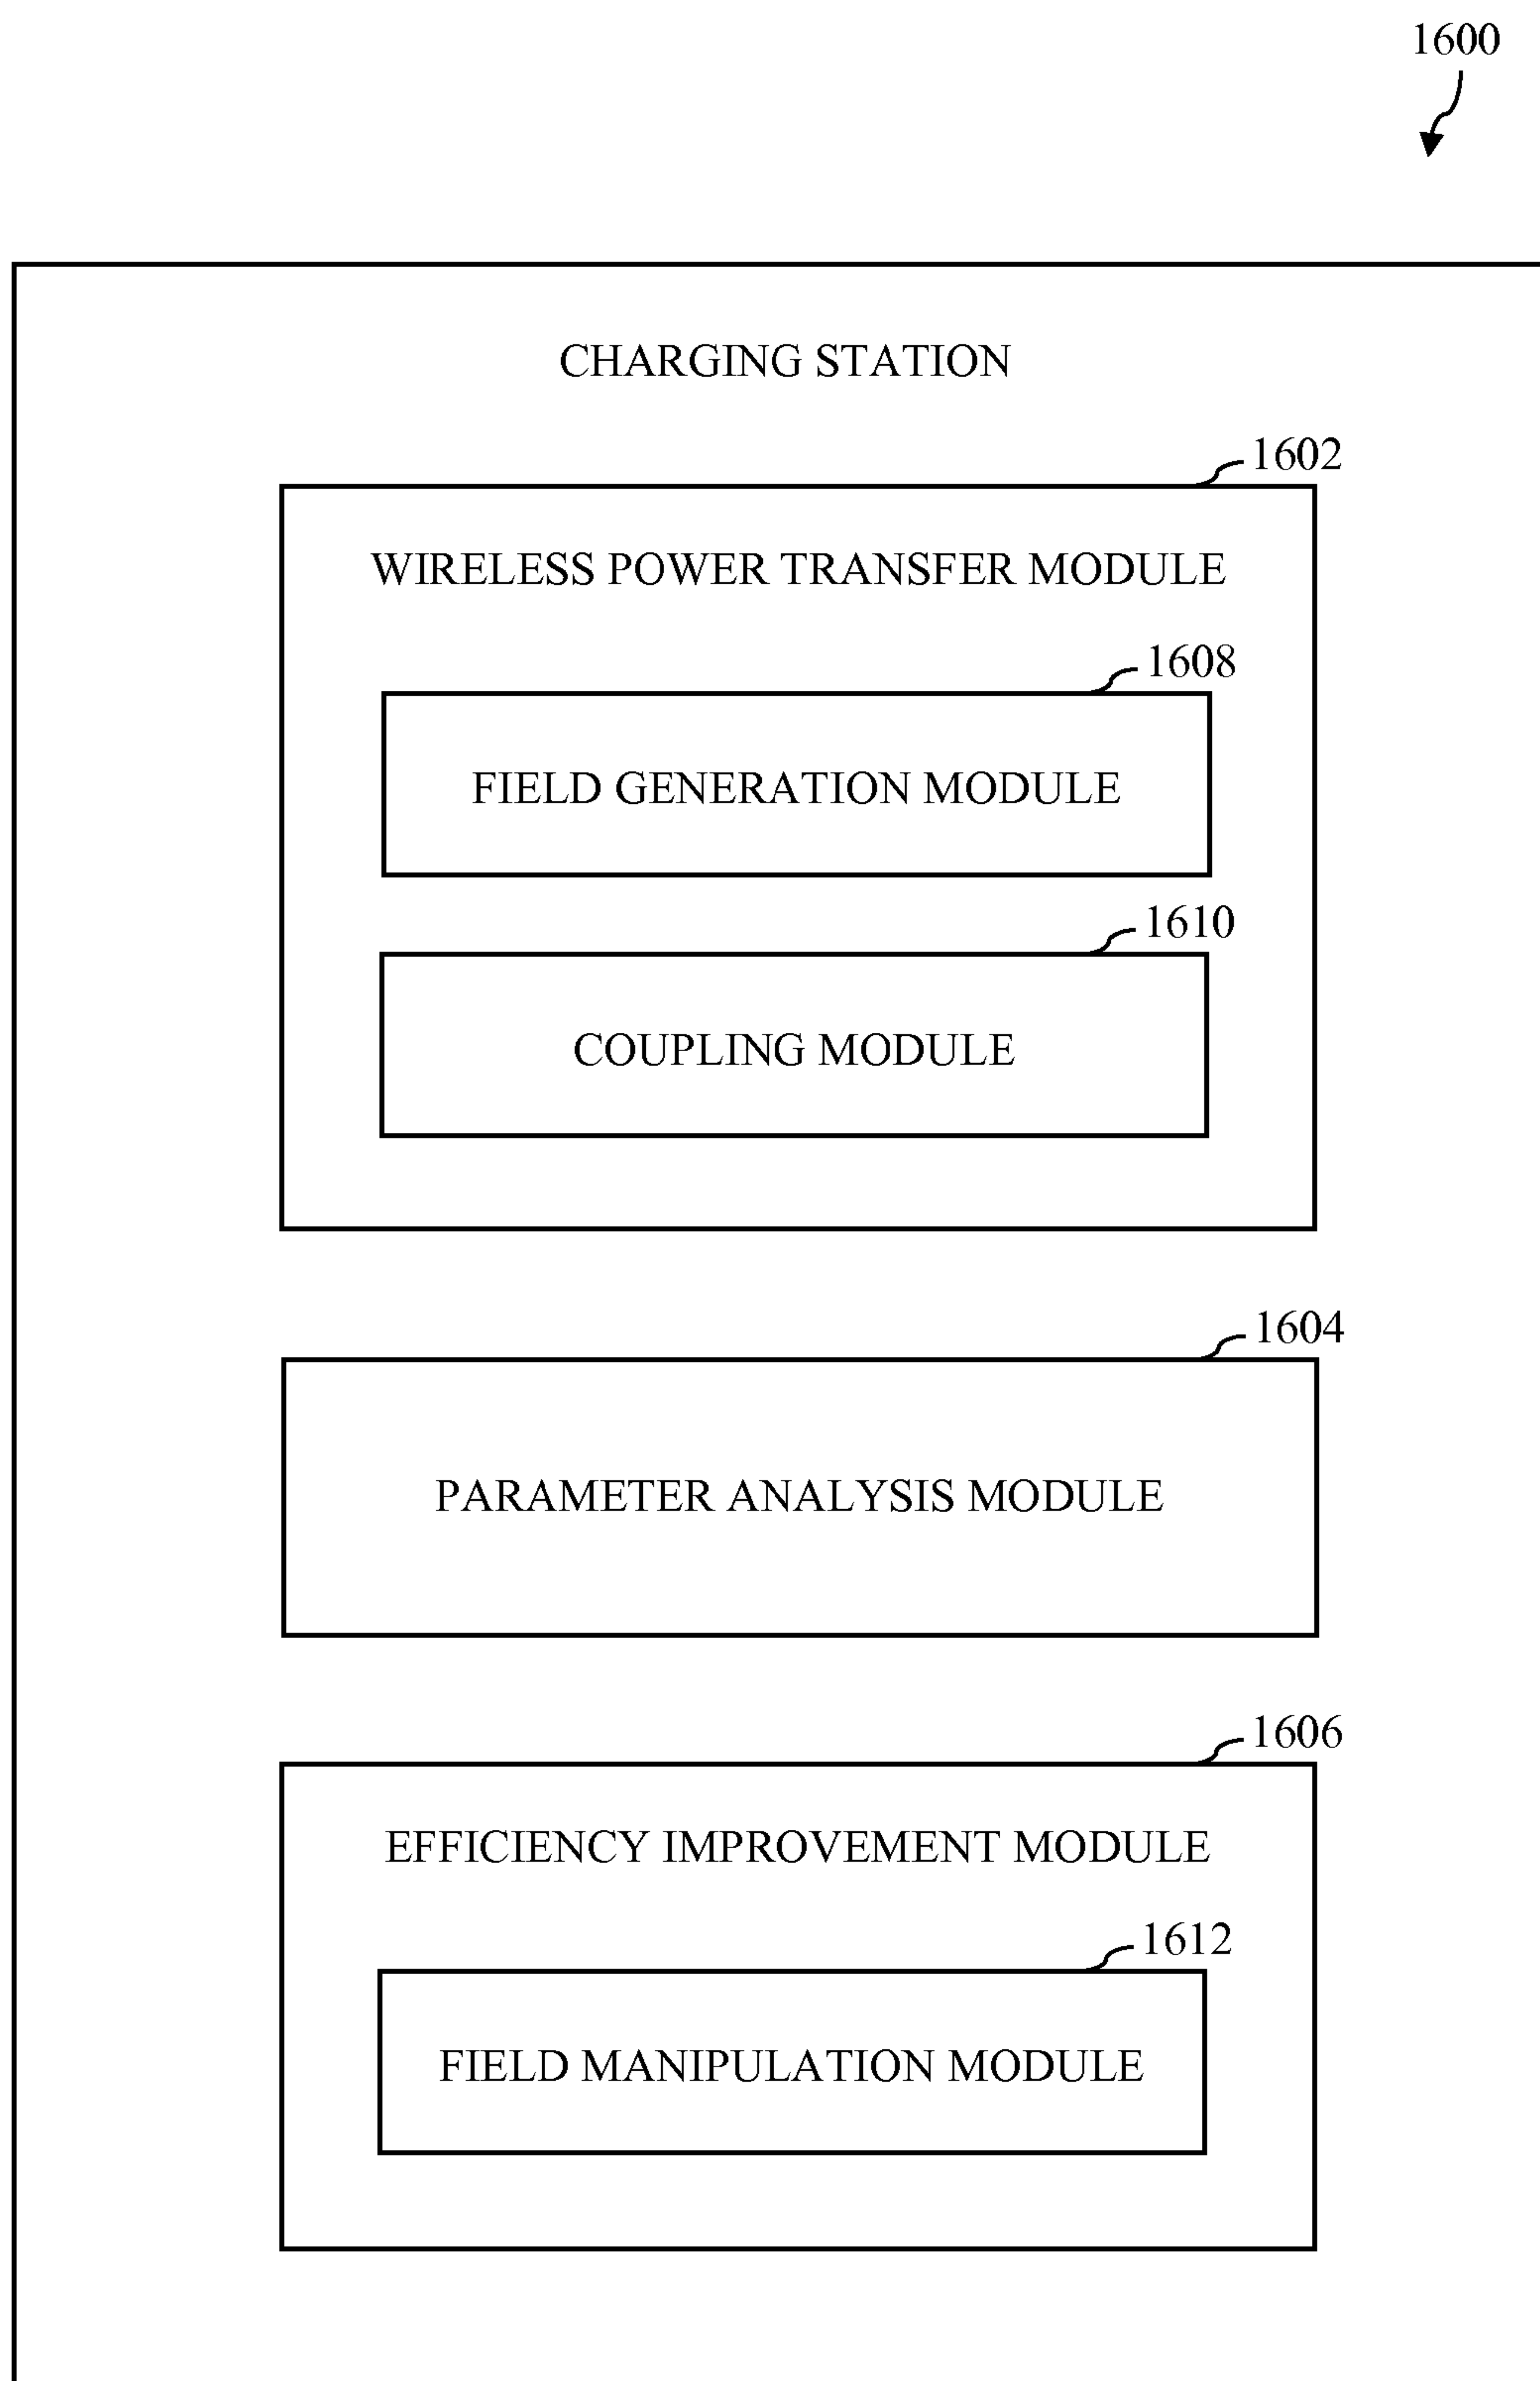 1600
CHARGING STATION
1602
WIRELESS POWER TRANSFER MODULE
1608
FIELD GENERATION MODULE
1610
COUPLING MODULE
1604
PARAMETER ANALYSIS MODULE
1606
EFFICIENCY IMPROVEMENT MODULE
1612
FIELD MANIPULATION MODULE